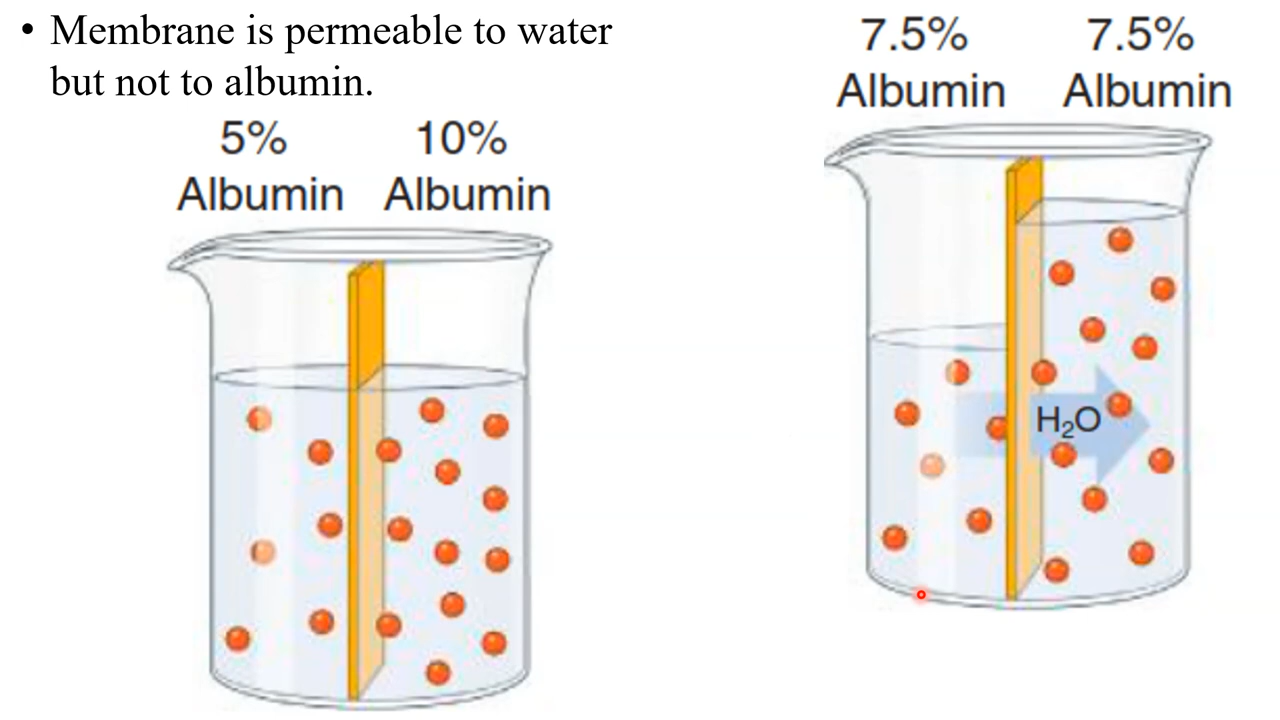 • Membrane is permeable to water
but not to albumin.
5% 10%
Albumin Albumin
7.5% 7.5%
Albumin Albumin
H₂O